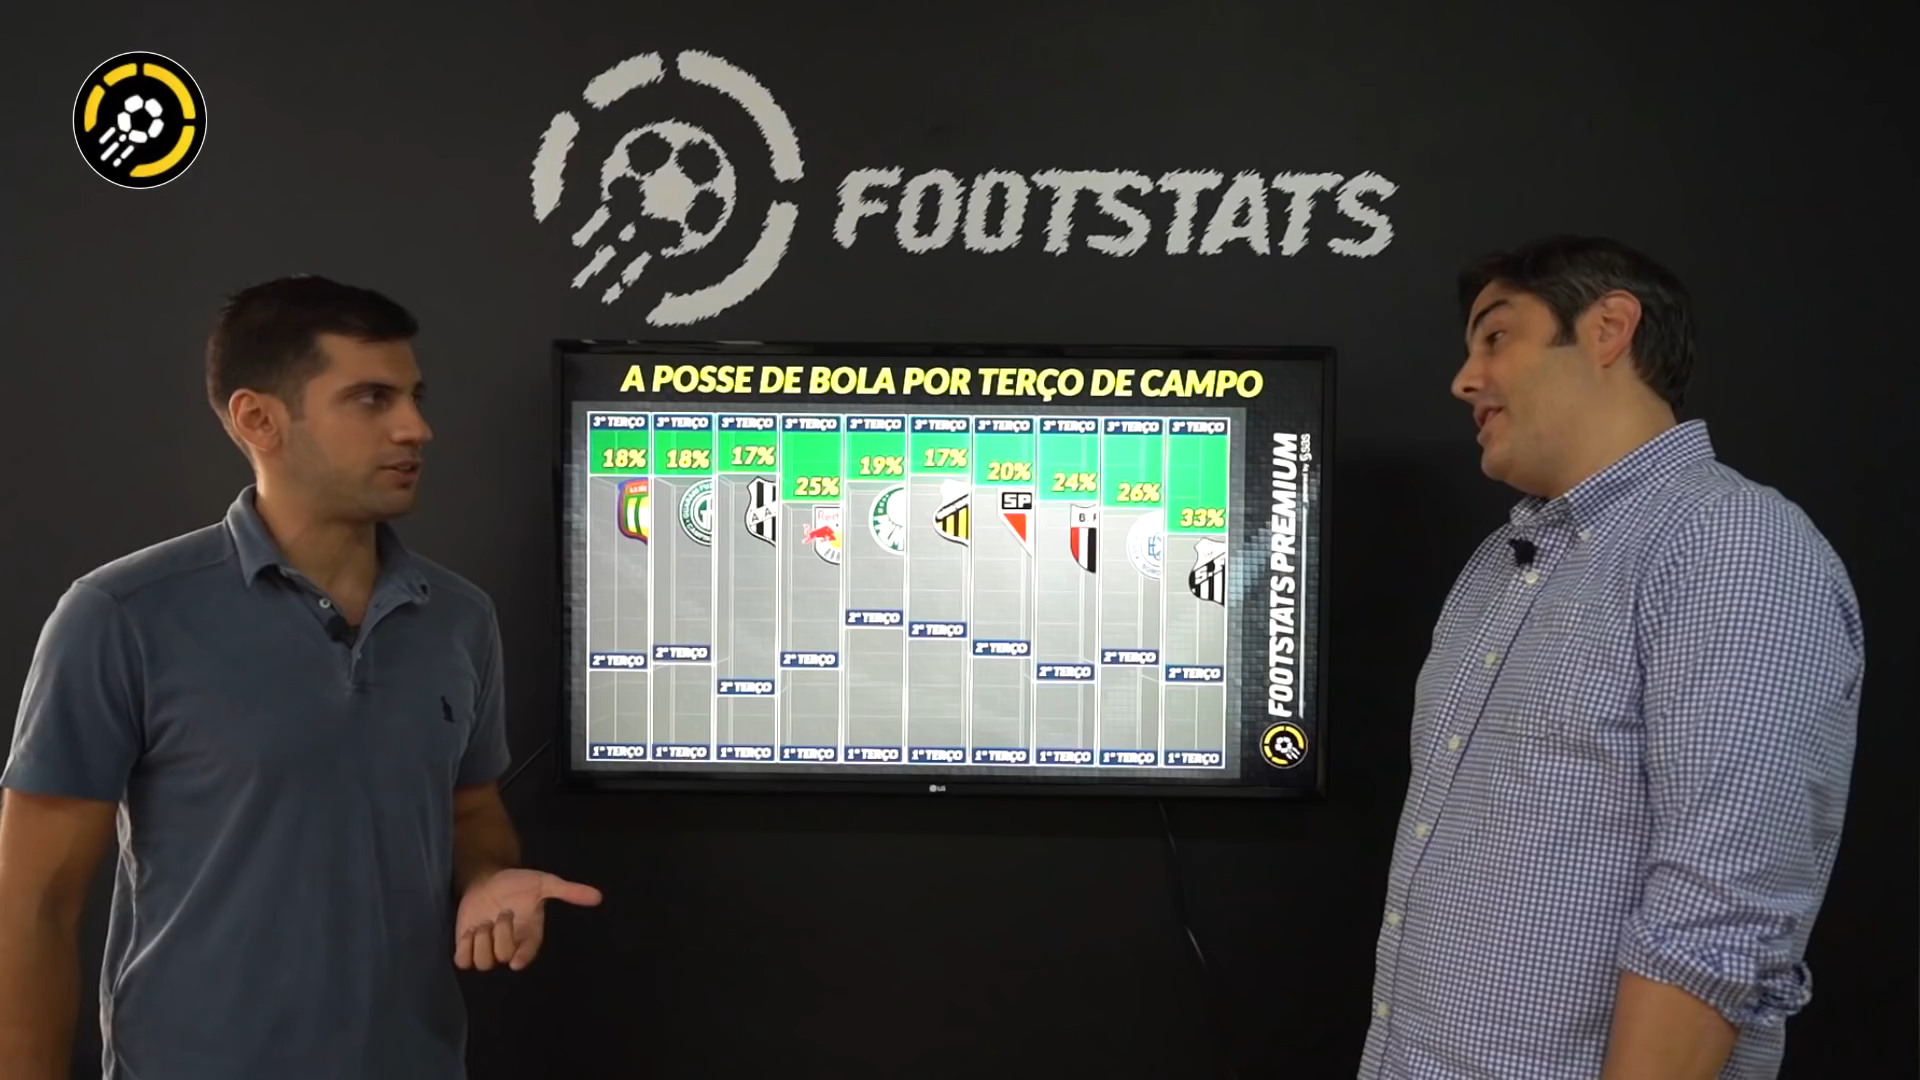 FOOTSTATS
A POSSE DE BOLA POR TERÇO DE CAMPO
3º TERÇO 3º TERÇO 3º TERÇO 3º TERÇO 3º TERÇO 3º TERÇO 3º TERÇO 3º TERÇO 3º TERÇO 3º TERÇO
18% 18% 17% 25% 19% 17% 20% 24% 26% 33%
SP
2º TERÇO 2º TERÇO 2º TERÇO 2º TERÇO 2º TERÇO 2º TERÇO 2º TERÇO 2º TERÇO 2º TERÇO 2º TERÇO
1º TERÇO 1º TERÇO 1º TERÇO 1º TERÇO 1º TERÇO 1º TERÇO 1º TERÇO 1º TERÇO 1º TERÇO 1º TERÇO
FOOTSTATS PREMIUM
LG